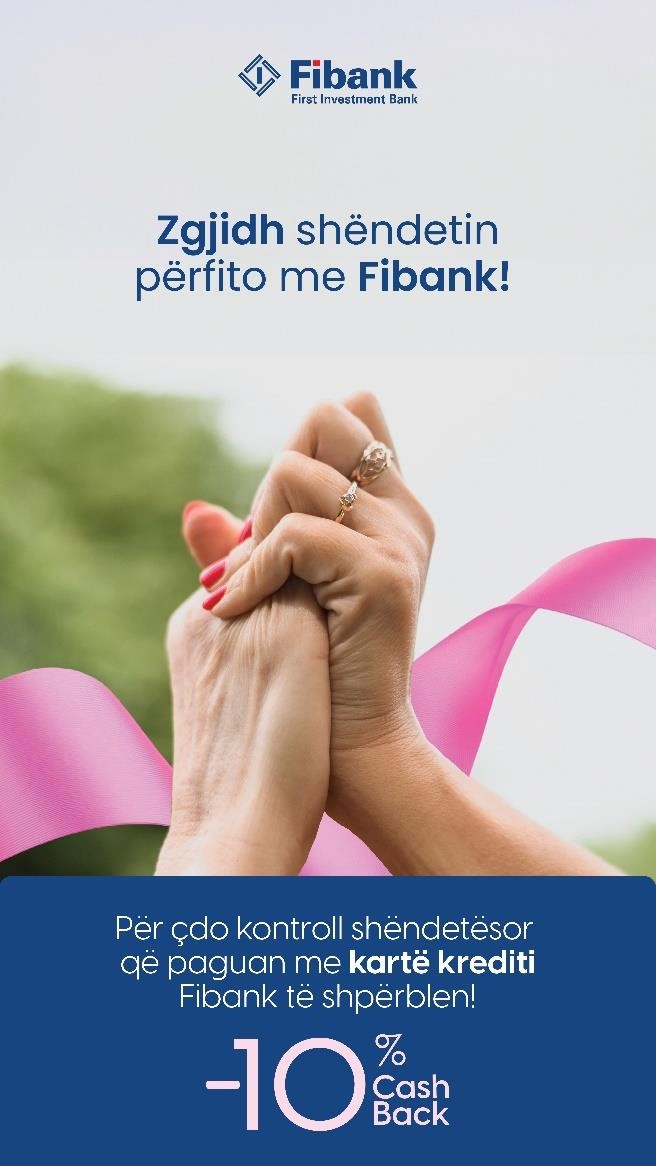 Fibank
First Investment Bank
Zgjidh shëndetin
përfito me Fibank!
Për çdo kontroll shëndetësor
që paguan me kartë krediti
Fibank të shpërblen!
-10%
Cash
Back